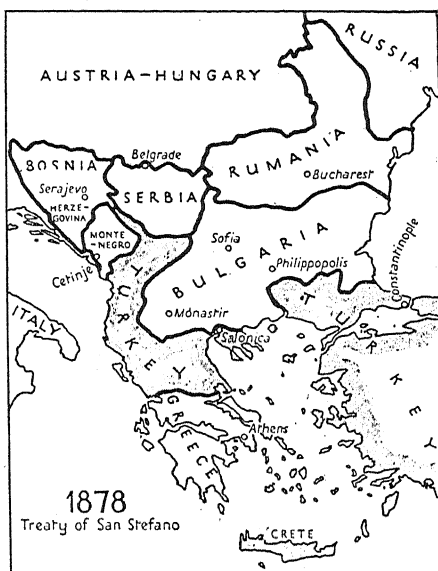 RUSSIA
AUSTRIA-HUNGARY
RUMANIA
Belgrade
BOSNIA
Bucharest
Serajevo
SERBIA
HERZE-
GOVINA
MONTE-
NEGRO
Sofia
BULGARIA
Constantinople
Cetinje
Philippopolis
TURKEY
TURKEY
Monastir
ITALY
Salonica
GREECE
Athens
1878
Treaty of San Stefano
CRETE